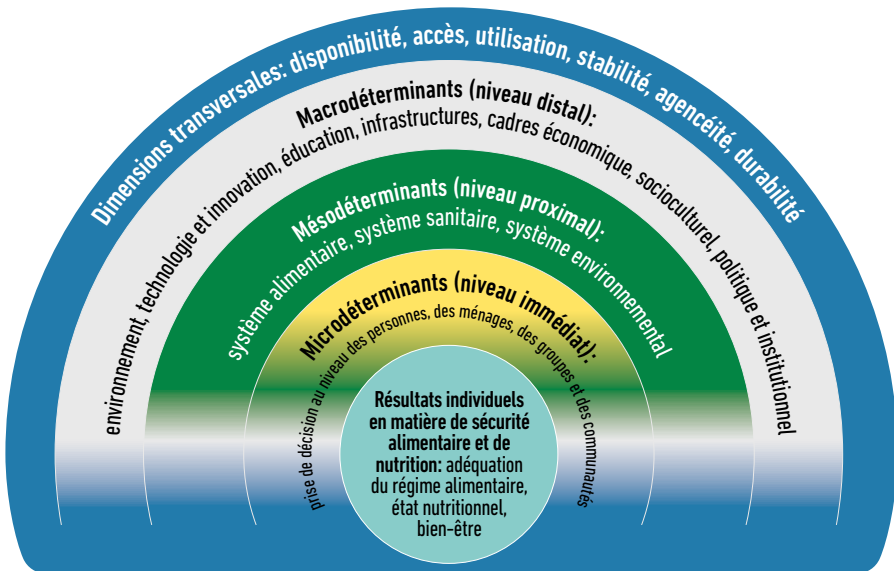 Dimensions transversales: disponibilité, accès, utilisation, stabilité, agencéité, durabilité
Macrodéterminants (niveau distal):
environnement, technologie et innovation, éducation, infrastructures, cadres économique, socioculturel, politique et institutionnel
Mésodéterminants (niveau proximal):
système alimentaire, système sanitaire, système environnemental
Microdéterminants (niveau immédiat):
prise de décision au niveau des personnes, des ménages, des groupes et des communautés
Résultats individuels
en matière de sécurité
alimentaire et de
nutrition: adéquation
du régime alimentaire,
état nutritionnel,
bien-être